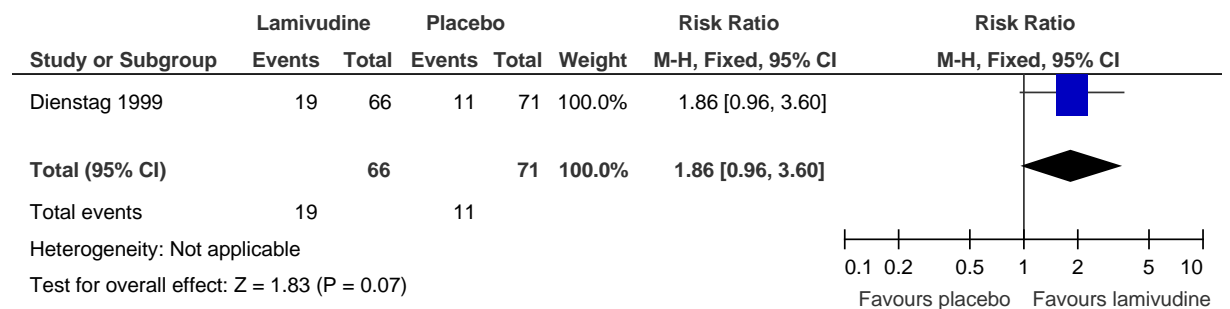 Lamivudine Placebo Risk Ratio Risk Ratio
Study or Subgroup Events Total Events Total Weight M-H, Fixed, 95% CI M-H, Fixed, 95% CI
Dienstag 1999 19 66 11 71 100.0% 1.86 [0.96, 3.60]
Total (95% CI) 66 71 100.0% 1.86 [0.96, 3.60]
Total events 19 11
Heterogeneity: Not applicable
Test for overall effect: Z = 1.83 (P = 0.07)
0.1 0.2 0.5 1 2 5 10
Favours placebo Favours lamivudine